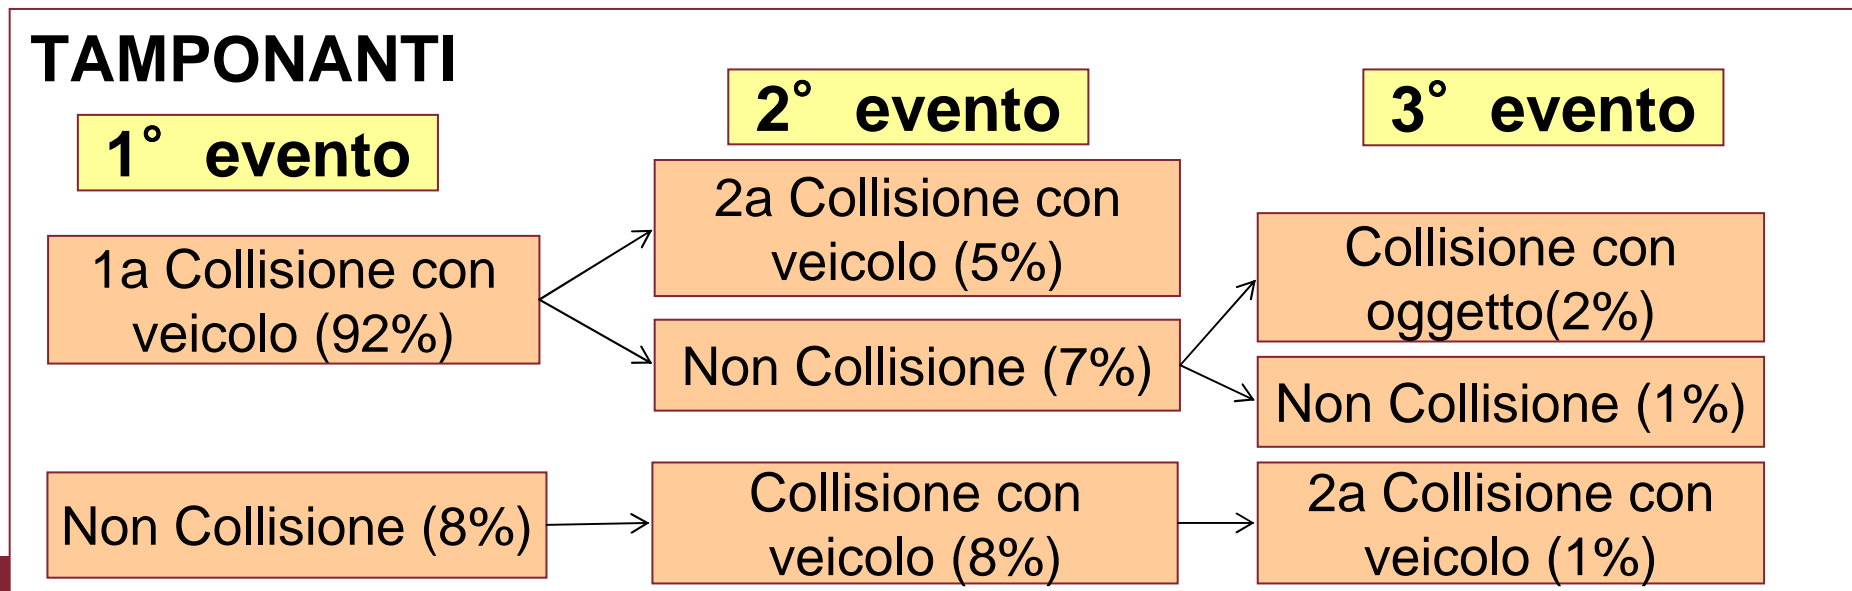 TAMPONANTI
1° evento
2° evento
3° evento
1a Collisione con
veicolo (92%)
2a Collisione con
veicolo (5%)
Non Collisione (7%)
Collisione con
oggetto(2%)
Non Collisione (1%)
Non Collisione (8%)
Collisione con
veicolo (8%)
2a Collisione con
veicolo (1%)